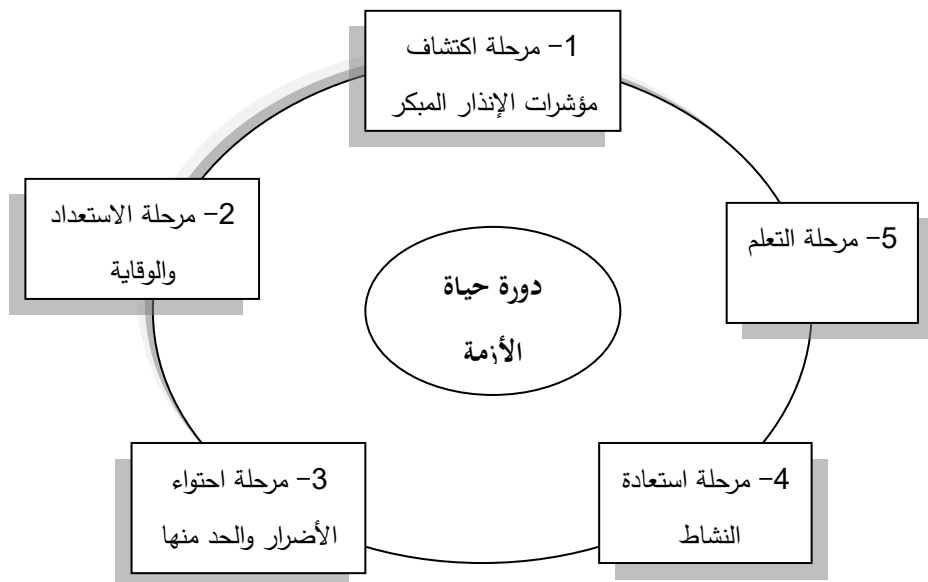 1- مرحلة اكتشاف
مؤشرات الإنذار المبكر
2- مرحلة الاستعداد
والوقاية
3- مرحلة احتواء
الأضرار والحد منها
4- مرحلة استعادة
النشاط
5- مرحلة التعلم
دورة حياة
الأزمة